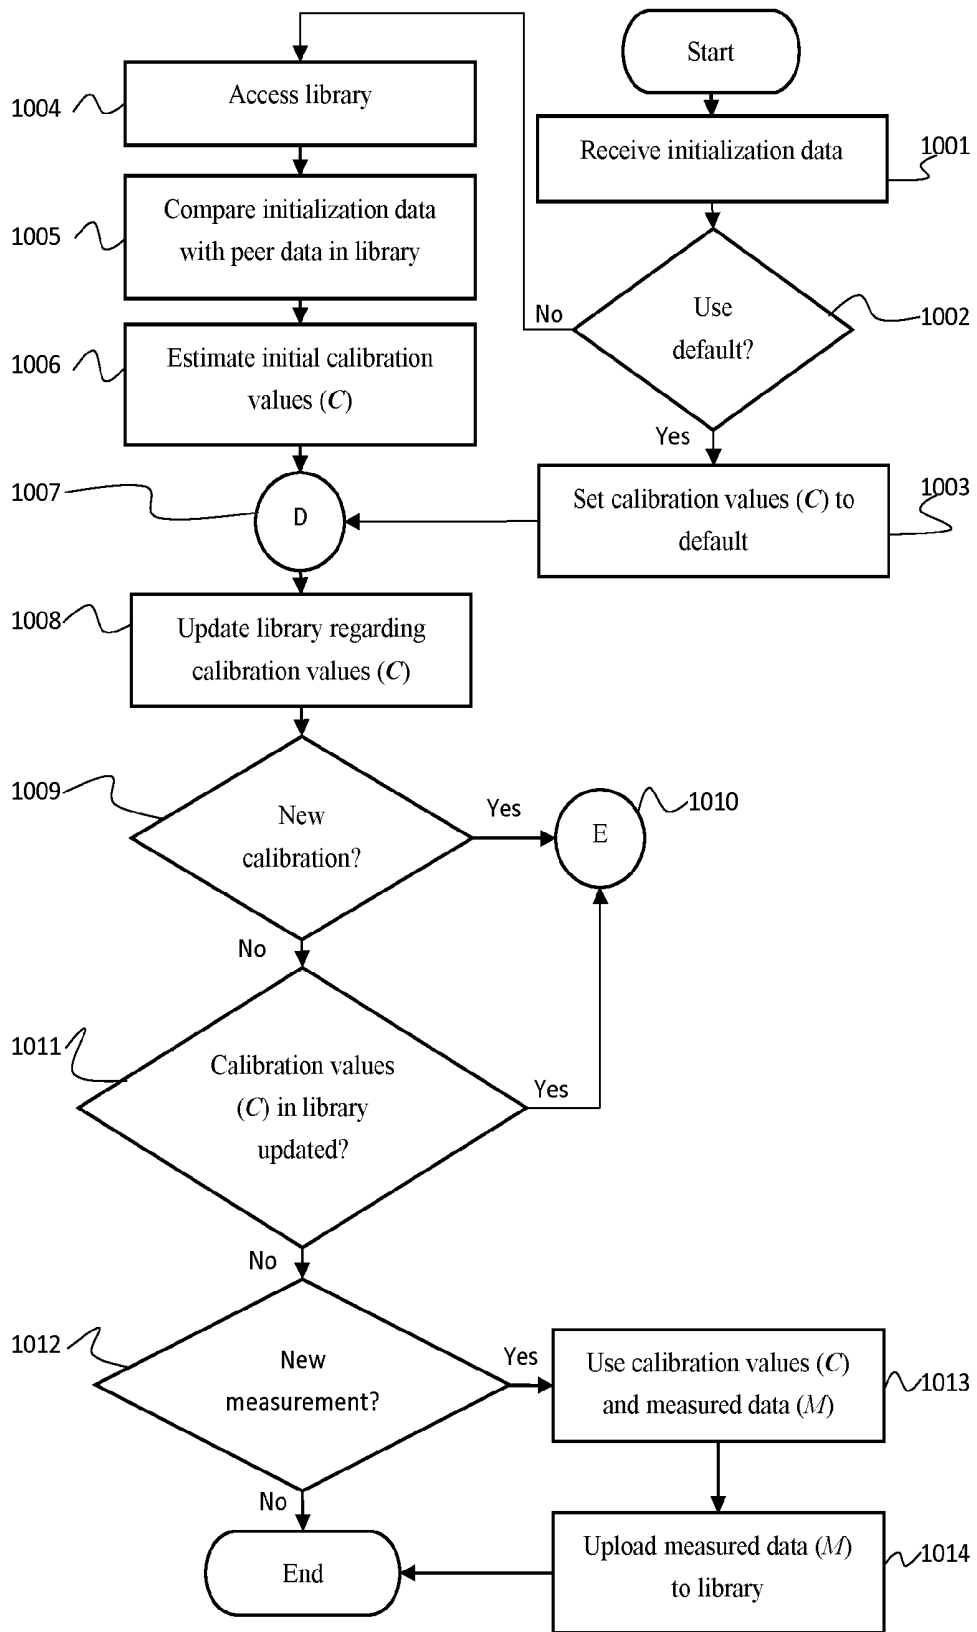 Start
Receive initialization data
1001
Use
default?
1002
No
Yes
Set calibration values (C) to
default
1003
Access library
1004
Compare initialization data
with peer data in library
1005
Estimate initial calibration
values (C)
1006
D
1007
Update library regarding
calibration values (C)
1008
New
calibration?
1009
Yes
E
1010
No
Calibration values
(C) in library
updated?
1011
Yes
No
New
measurement?
1012
Yes
Use calibration values (C)
and measured data (M)
1013
No
Upload measured data (M)
to library
1014
End